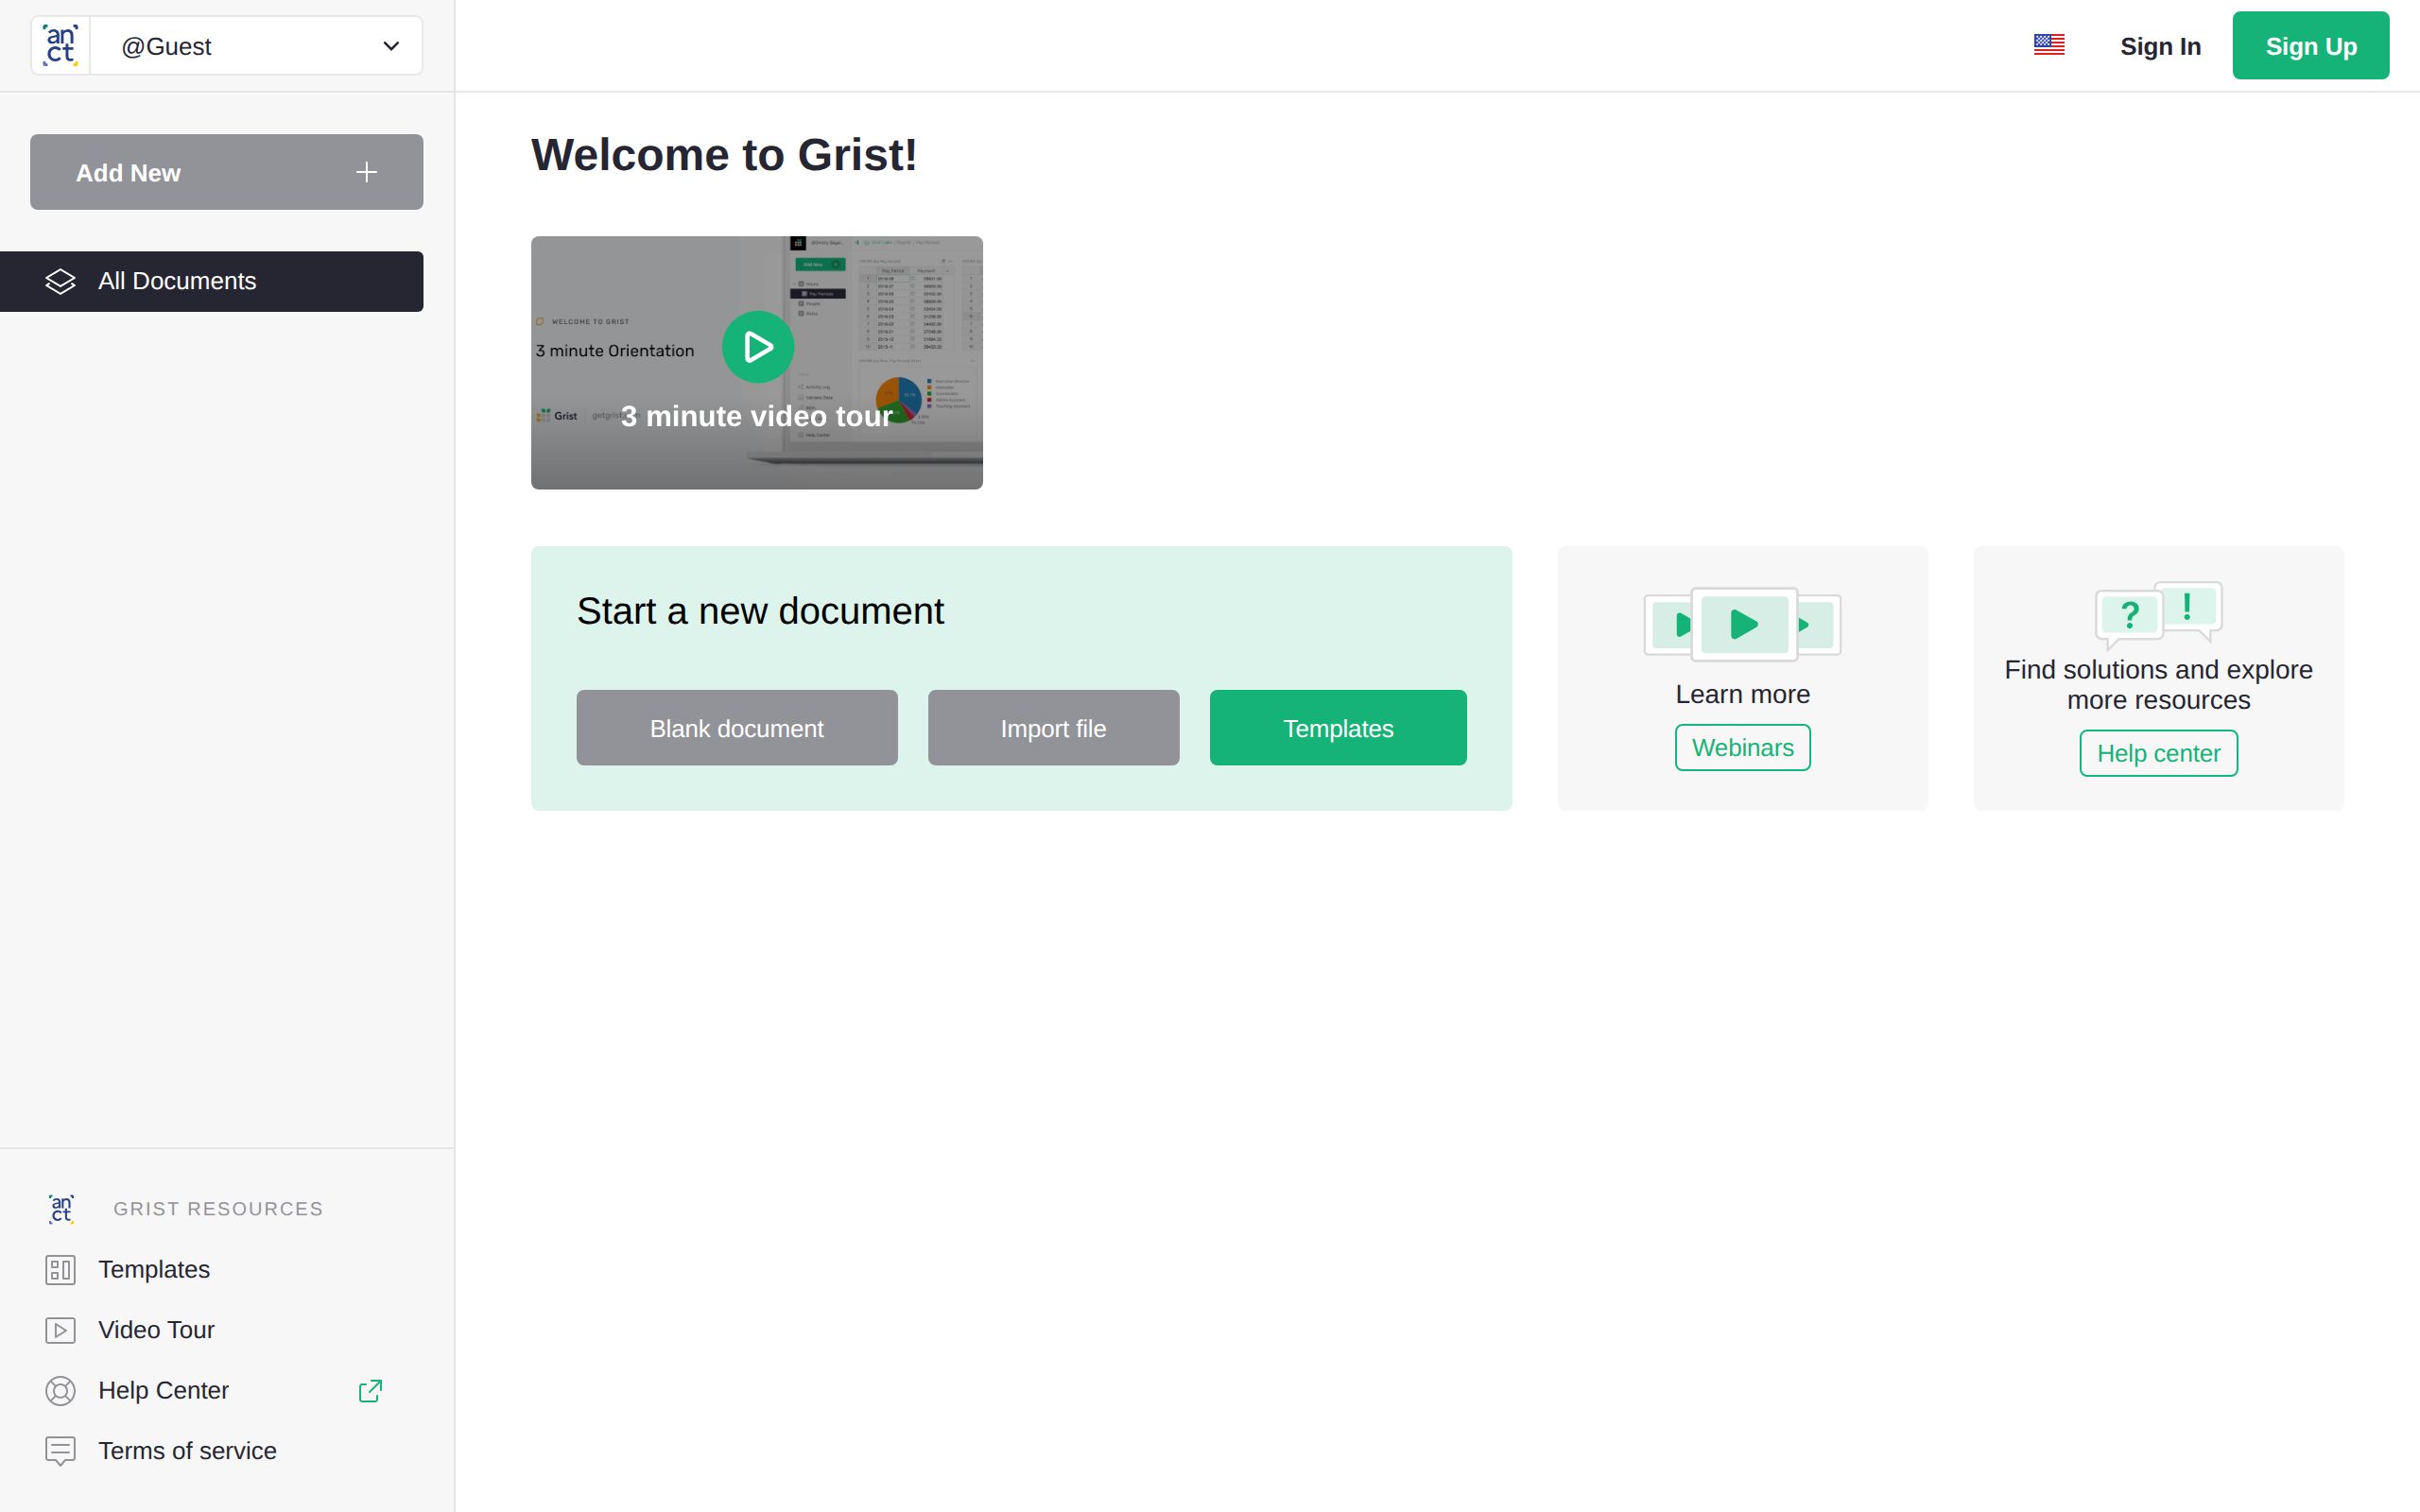 an
ct
@Guest
Sign In
Sign Up
Add New
All Documents
Welcome to Grist!
WELCOME TO GRIST
3 minute Orientation
Grist
3 minute video tour
Start a new document
Blank document
Import file
Templates
Learn more
Webinars
? !
Find solutions and explore
more resources
Help center
an
ct
GRIST RESOURCES
Templates
Video Tour
Help Center
Terms of service